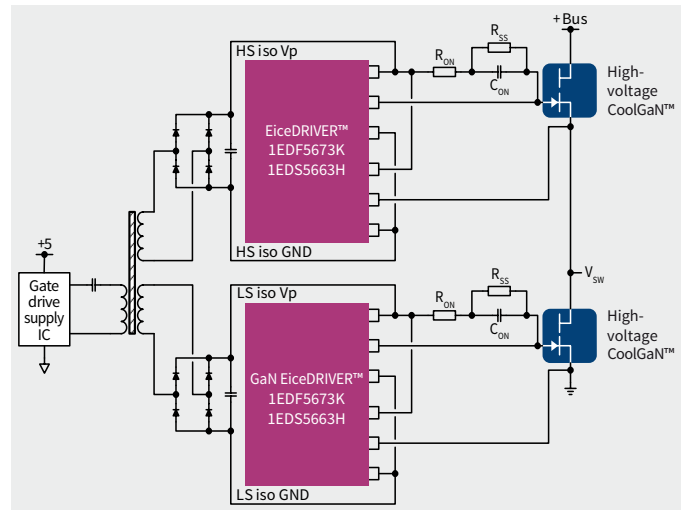 +Bus
HS iso Vp
R_ON
R_SS
C_ON
High-
voltage
CoolGaN™
EiceDRIVER™
1EDF5673K
1EDS5663H
HS iso GND
+5
Gate
drive
supply
IC
V_SW
LS iso Vp
R_ON
R_SS
C_ON
High-
voltage
CoolGaN™
GaN EiceDRIVER™
1EDF5673K
1EDS5663H
LS iso GND